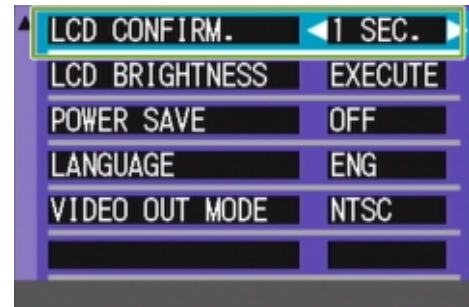 LCD CONFIRM. 1 SEC.
LCD BRIGHTNESS EXECUTE
POWER SAVE OFF
LANGUAGE ENG
VIDEO OUT MODE NTSC